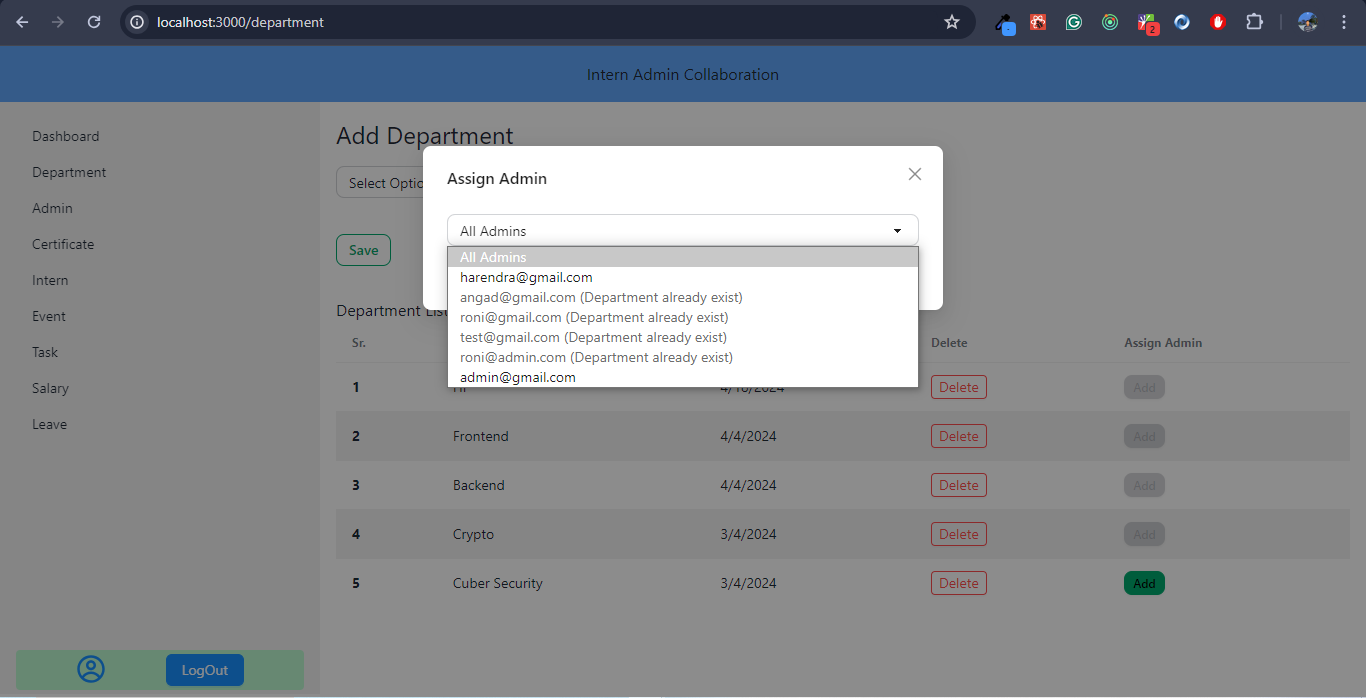 localhost:3000/department
2
Intern Admin Collaboration
Dashboard
Department
Admin
Certificate
Intern
Event
Task
Salary
Leave
LogOut
Add Department
Select Optio
Save
Assign Admin
All Admins
All Admins
harendra@gmail.com
angad@gmail.com (Department already exist)
roni@gmail.com (Department already exist)
test@gmail.com (Department already exist)
roni@admin.com (Department already exist)
admin@gmail.com
Department List
Sr. Delete Assign Admin
1 4/10/2024 Delete Add
2 Frontend 4/4/2024 Delete Add
3 Backend 4/4/2024 Delete Add
4 Crypto 3/4/2024 Delete Add
5 Cuber Security 3/4/2024 Delete Add